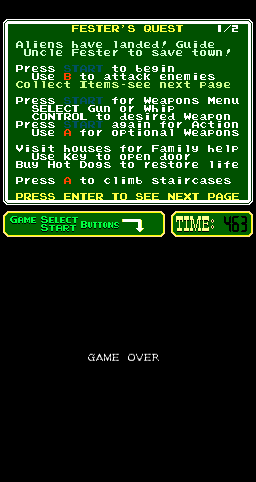 FESTER'S QUEST 1/2
Aliens have landed! Guide
Uncle Fester to save town!
Press START to begin
Use B to attack enemies
Collect Items-see next page
Press START for Weapons Menu
SELECT Gun or Whip
CONTROL to desired Weapon
Press START again for Action
Use A for optional Weapons
Visit houses for Family help
Use Key to open door
Buy Hot Dogs to restore life
Press A to climb staircases
PRESS ENTER TO SEE NEXT PAGE
GAME SELECT
START BUTTONS
TIME: 463
GAME OVER